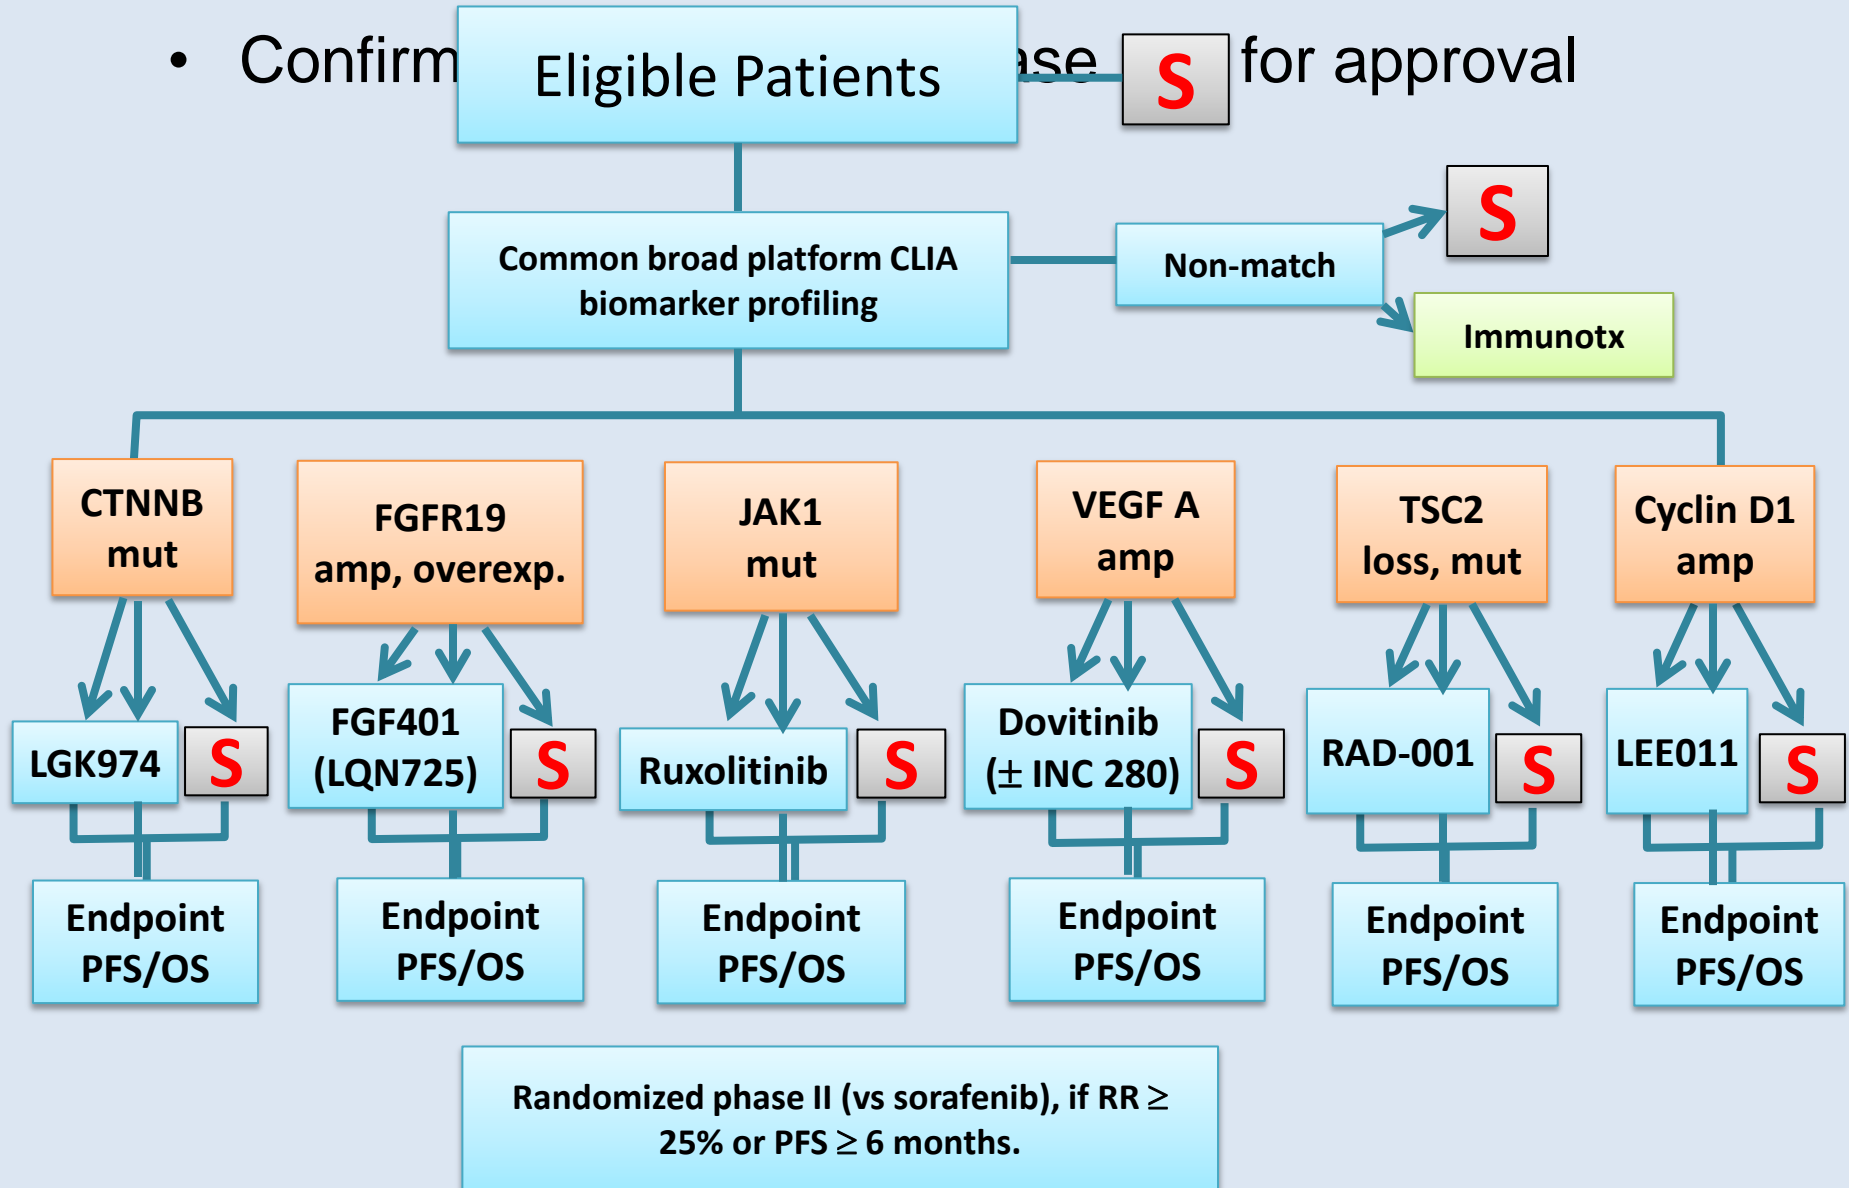 • Confirm
ase
for approval
Eligible Patients
S
S
Common broad platform CLIA
biomarker profiling
Non-match
Immunotx
CTNNB
mut
FGFR19
amp, overexp.
JAK1
mut
VEGF A
amp
TSC2
loss, mut
Cyclin D1
amp
LGK974
S
FGF401
(LQN725)
S
Ruxolitinib
S
Dovitinib
(± INC 280)
S
RAD-001
S
LEE011
S
Endpoint
PFS/OS
Endpoint
PFS/OS
Endpoint
PFS/OS
Endpoint
PFS/OS
Endpoint
PFS/OS
Endpoint
PFS/OS
Randomized phase II (vs sorafenib), if RR ≥
25% or PFS ≥ 6 months.